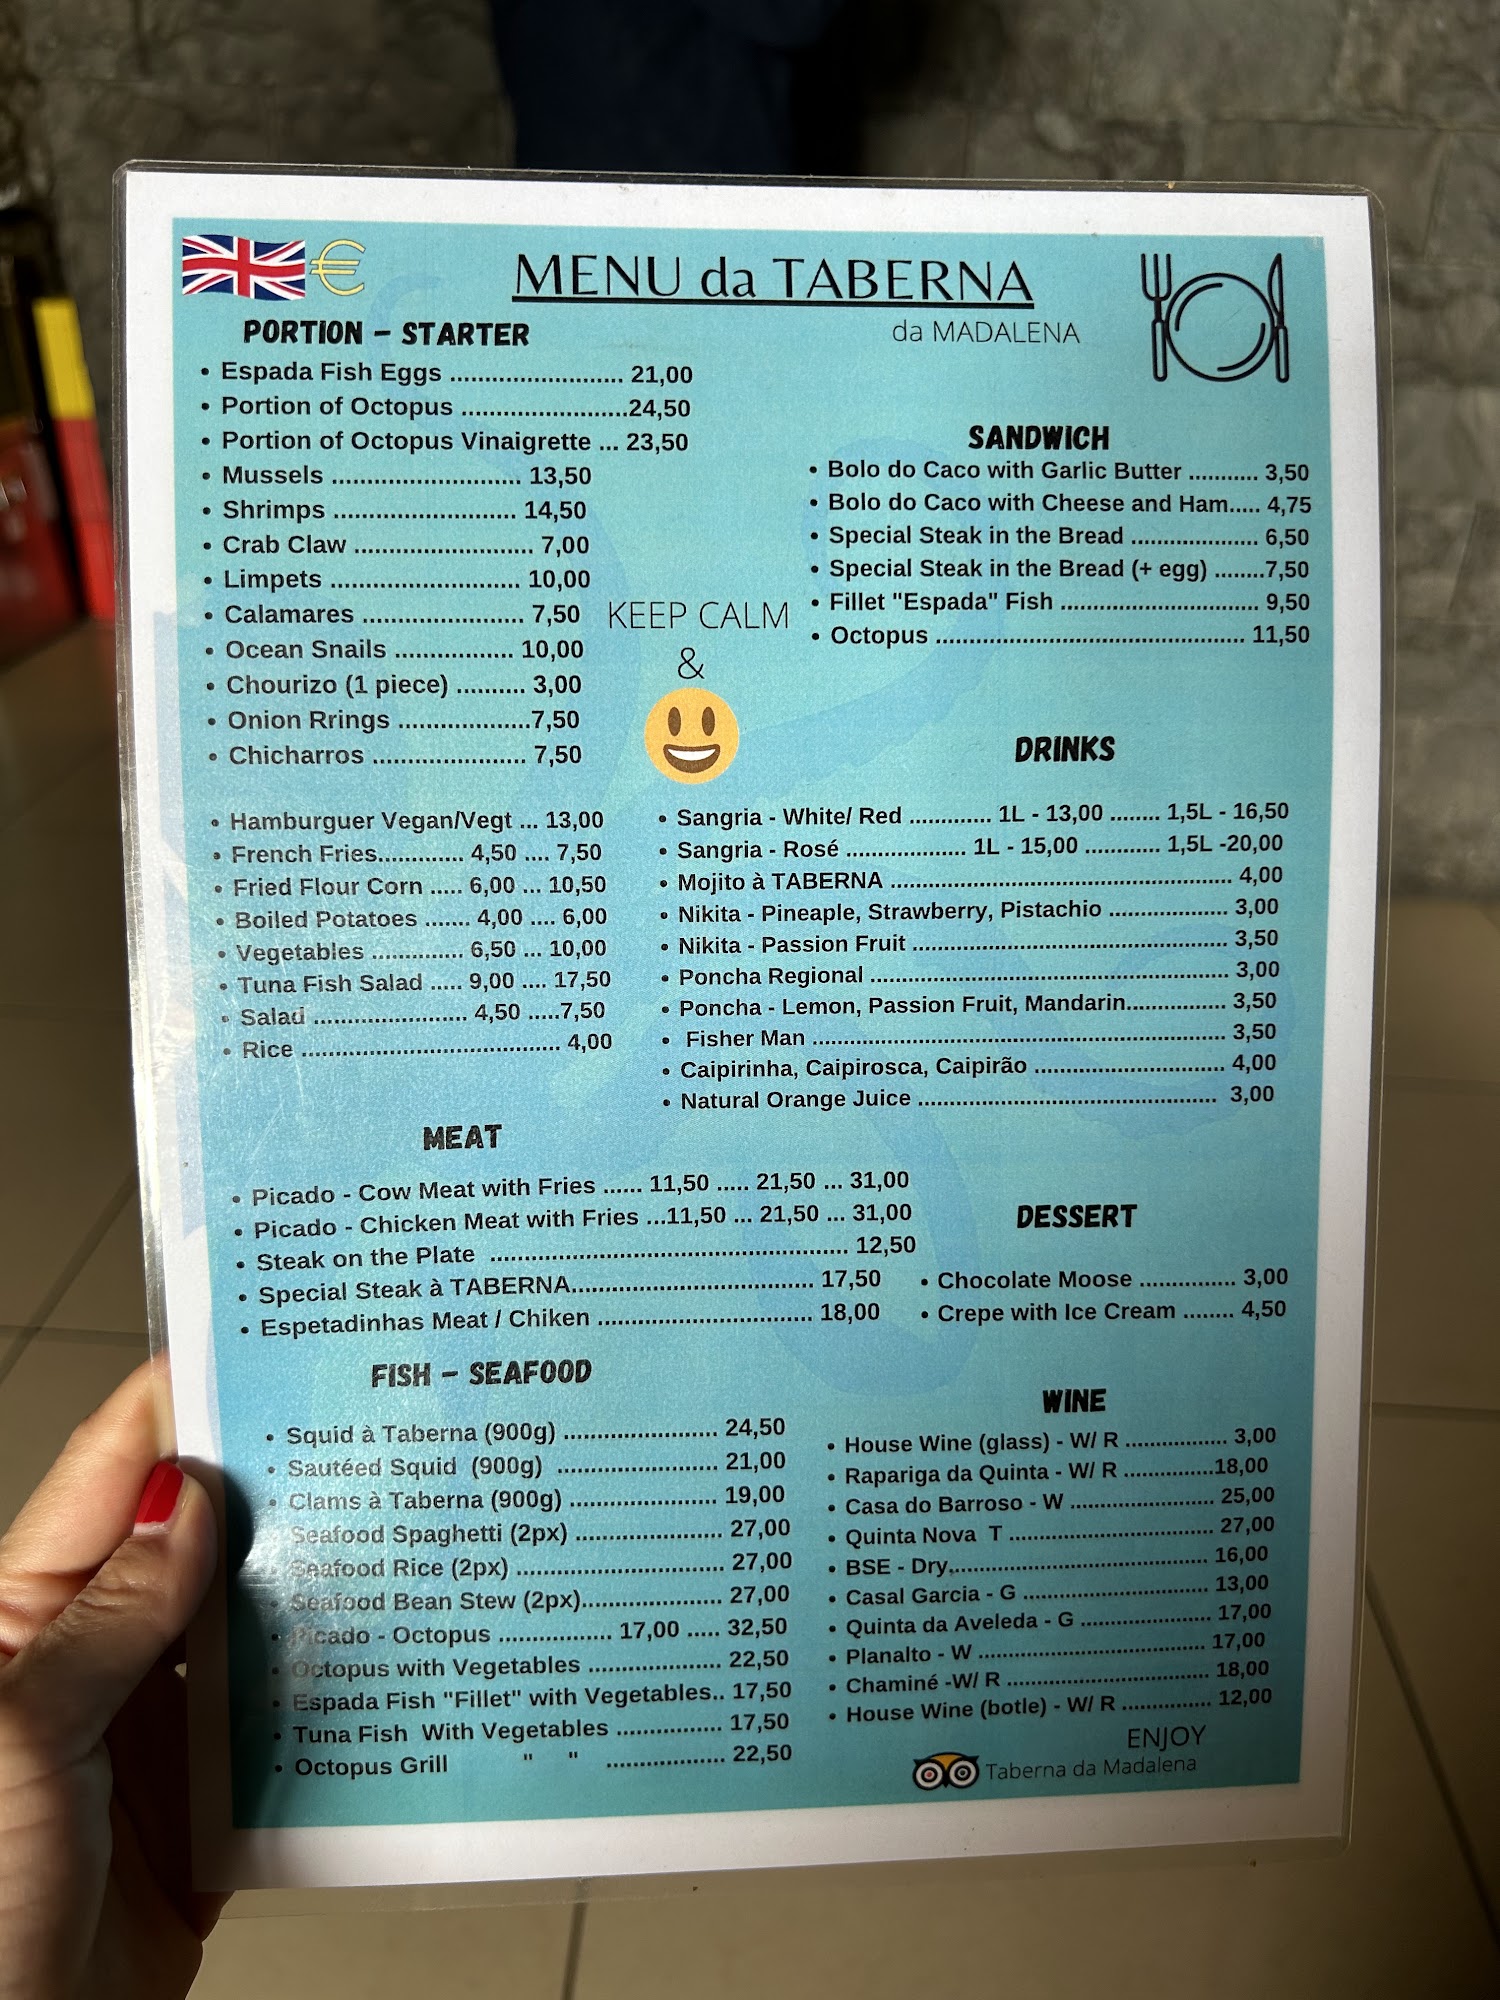 €
MENU da TABERNA
da MADALENA
PORTION - STARTER
• Espada Fish Eggs ......................... 21,00
• Portion of Octopus ........................24,50
• Portion of Octopus Vinaigrette ... 23,50
• Mussels ........................... 13,50
• Shrimps .......................... 14,50
• Crab Claw .......................... 7,00
• Limpets ........................... 10,00
• Calamares ....................... 7,50
• Ocean Snails ................. 10,00
• Chourizo (1 piece) .......... 3,00
• Onion Rrings ...................7,50
• Chicharros ...................... 7,50
KEEP CALM
&
SANDWICH
• Bolo do Caco with Garlic Butter ........... 3,50
• Bolo do Caco with Cheese and Ham..... 4,75
• Special Steak in the Bread .................... 6,50
• Special Steak in the Bread (+ egg) ........7,50
• Fillet "Espada" Fish ............................... 9,50
• Octopus ................................................. 11,50
• Hamburguer Vegan/Vegt ... 13,00
• French Fries............. 4,50 .... 7,50
• Fried Flour Corn ..... 6,00 ... 10,50
• Boiled Potatoes ....... 4,00 .... 6,00
• Vegetables .............. 6,50 ... 10,00
• Tuna Fish Salad ..... 9,00 .... 17,50
• Salad ........................ 4,50 .....7,50
• Rice ........................................ 4,00
DRINKS
• Sangria - White/ Red ............. 1L - 13,00 ........ 1,5L - 16,50
• Sangria - Rosé ................... 1L - 15,00 ............ 1,5L -20,00
• Mojito à TABERNA ...................................................... 4,00
• Nikita - Pineaple, Strawberry, Pistachio ................... 3,00
• Nikita - Passion Fruit .................................................. 3,50
• Poncha Regional ......................................................... 3,00
• Poncha - Lemon, Passion Fruit, Mandarin................ 3,50
• Fisher Man .................................................................. 3,50
• Caipirinha, Caipirosca, Caipirão .............................. 4,00
• Natural Orange Juice ............................................... 3,00
MEAT
• Picado - Cow Meat with Fries ...... 11,50 ..... 21,50 ... 31,00
• Picado - Chicken Meat with Fries ...11,50 ... 21,50 ... 31,00
• Steak on the Plate ..................................................... 12,50
• Special Steak à TABERNA.................................... 17,50
• Espetadinhas Meat / Chiken ................................ 18,00
DESSERT
• Chocolate Moose ............... 3,00
• Crepe with Ice Cream ........ 4,50
FISH - SEAFOOD
• Squid à Taberna (900g) ....................... 24,50
• Sautéed Squid (900g) ........................ 21,00
• Clams à Taberna (900g) ...................... 19,00
Seafood Spaghetti (2px) ...................... 27,00
Seafood Rice (2px) ............................... 27,00
• Seafood Bean Stew (2px)..................... 27,00
• Picado - Octopus ................. 17,00 ..... 32,50
• Octopus with Vegetables .................... 22,50
• Espada Fish "Fillet" with Vegetables.. 17,50
• Tuna Fish With Vegetables ................ 17,50
• Octopus Grill " " .................. 22,50
WINE
• House Wine (glass) - W/ R ................ 3,00
• Rapariga da Quinta - W/ R ..............18,00
• Casa do Barroso - W ....................... 25,00
• Quinta Nova T ................................ 27,00
• BSE - Dry,........................................ 16,00
• Casal Garcia - G ............................. 13,00
• Quinta da Aveleda - G .................... 17,00
• Planalto - W .................................... 17,00
• Chaminé -W/ R ................................ 18,00
• House Wine (botle) - W/ R .............. 12,00
ENJOY
Taberna da Madalena